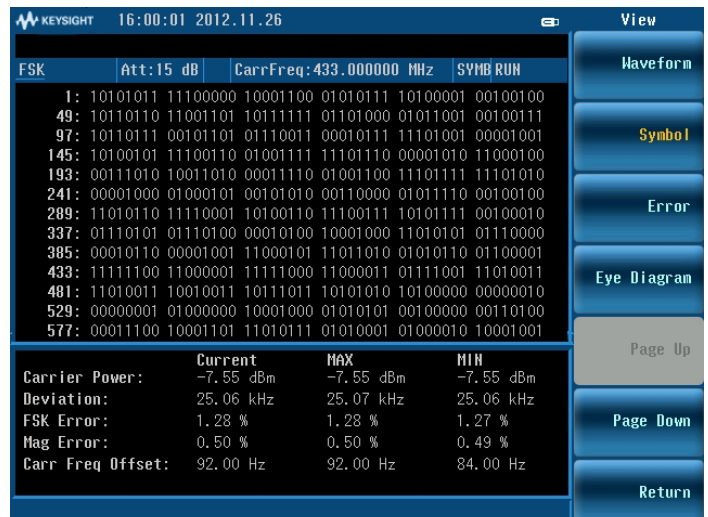 KEYSIGHT 16:00:01 2012.11.26 View
FSK Att:15 dB CarrFreq:433.000000 MHz SYMB RUN
Waveform
1: 10101011 11100000 10001100 01010111 10100001 00100100
49: 10110110 11001101 10111111 01101000 01011001 00100111
97: 10110111 00101101 01110011 00010111 11101001 00001001
Symbol
145: 10100101 11100110 01001111 11101110 00001010 11000100
193: 00111010 10011010 00011110 01001100 11101111 11101010
241: 00001000 01000101 00101010 00110000 01011110 00100100
Error
289: 11010110 11110001 10100110 11100111 10101111 00100010
337: 01110101 01110100 00010100 10001000 11010101 01110000
385: 00010110 00001001 11000101 11011010 01010110 01100001
433: 11111100 11000001 11111000 11000011 01111001 11010011
Eye Diagram
481: 11010011 10010011 10111011 10101010 10100000 00000010
529: 00000001 01000000 10001000 01010101 00100000 00110100
577: 00011100 10001101 11010111 01010001 01000010 10001001
Page Up
Current MAX MIN
Carrier Power: -7.55 dBm -7.55 dBm -7.55 dBm
Deviation: 25.06 kHz 25.07 kHz 25.06 kHz
FSK Error: 1.28 % 1.28 % 1.27 %
Page Down
Mag Error: 0.50 % 0.50 % 0.49 %
Carr Freq Offset: 92.00 Hz 92.00 Hz 84.00 Hz
Return